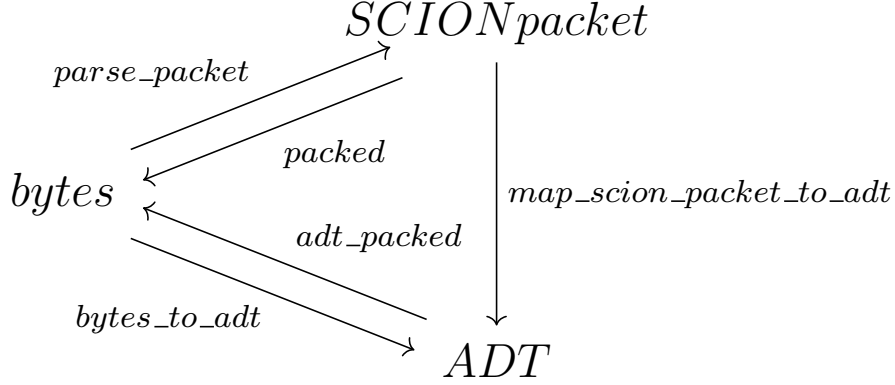 SCIONpacket
parse_packet
packed
bytes
map_scion_packet_to_adt
adt_packed
bytes_to_adt
ADT